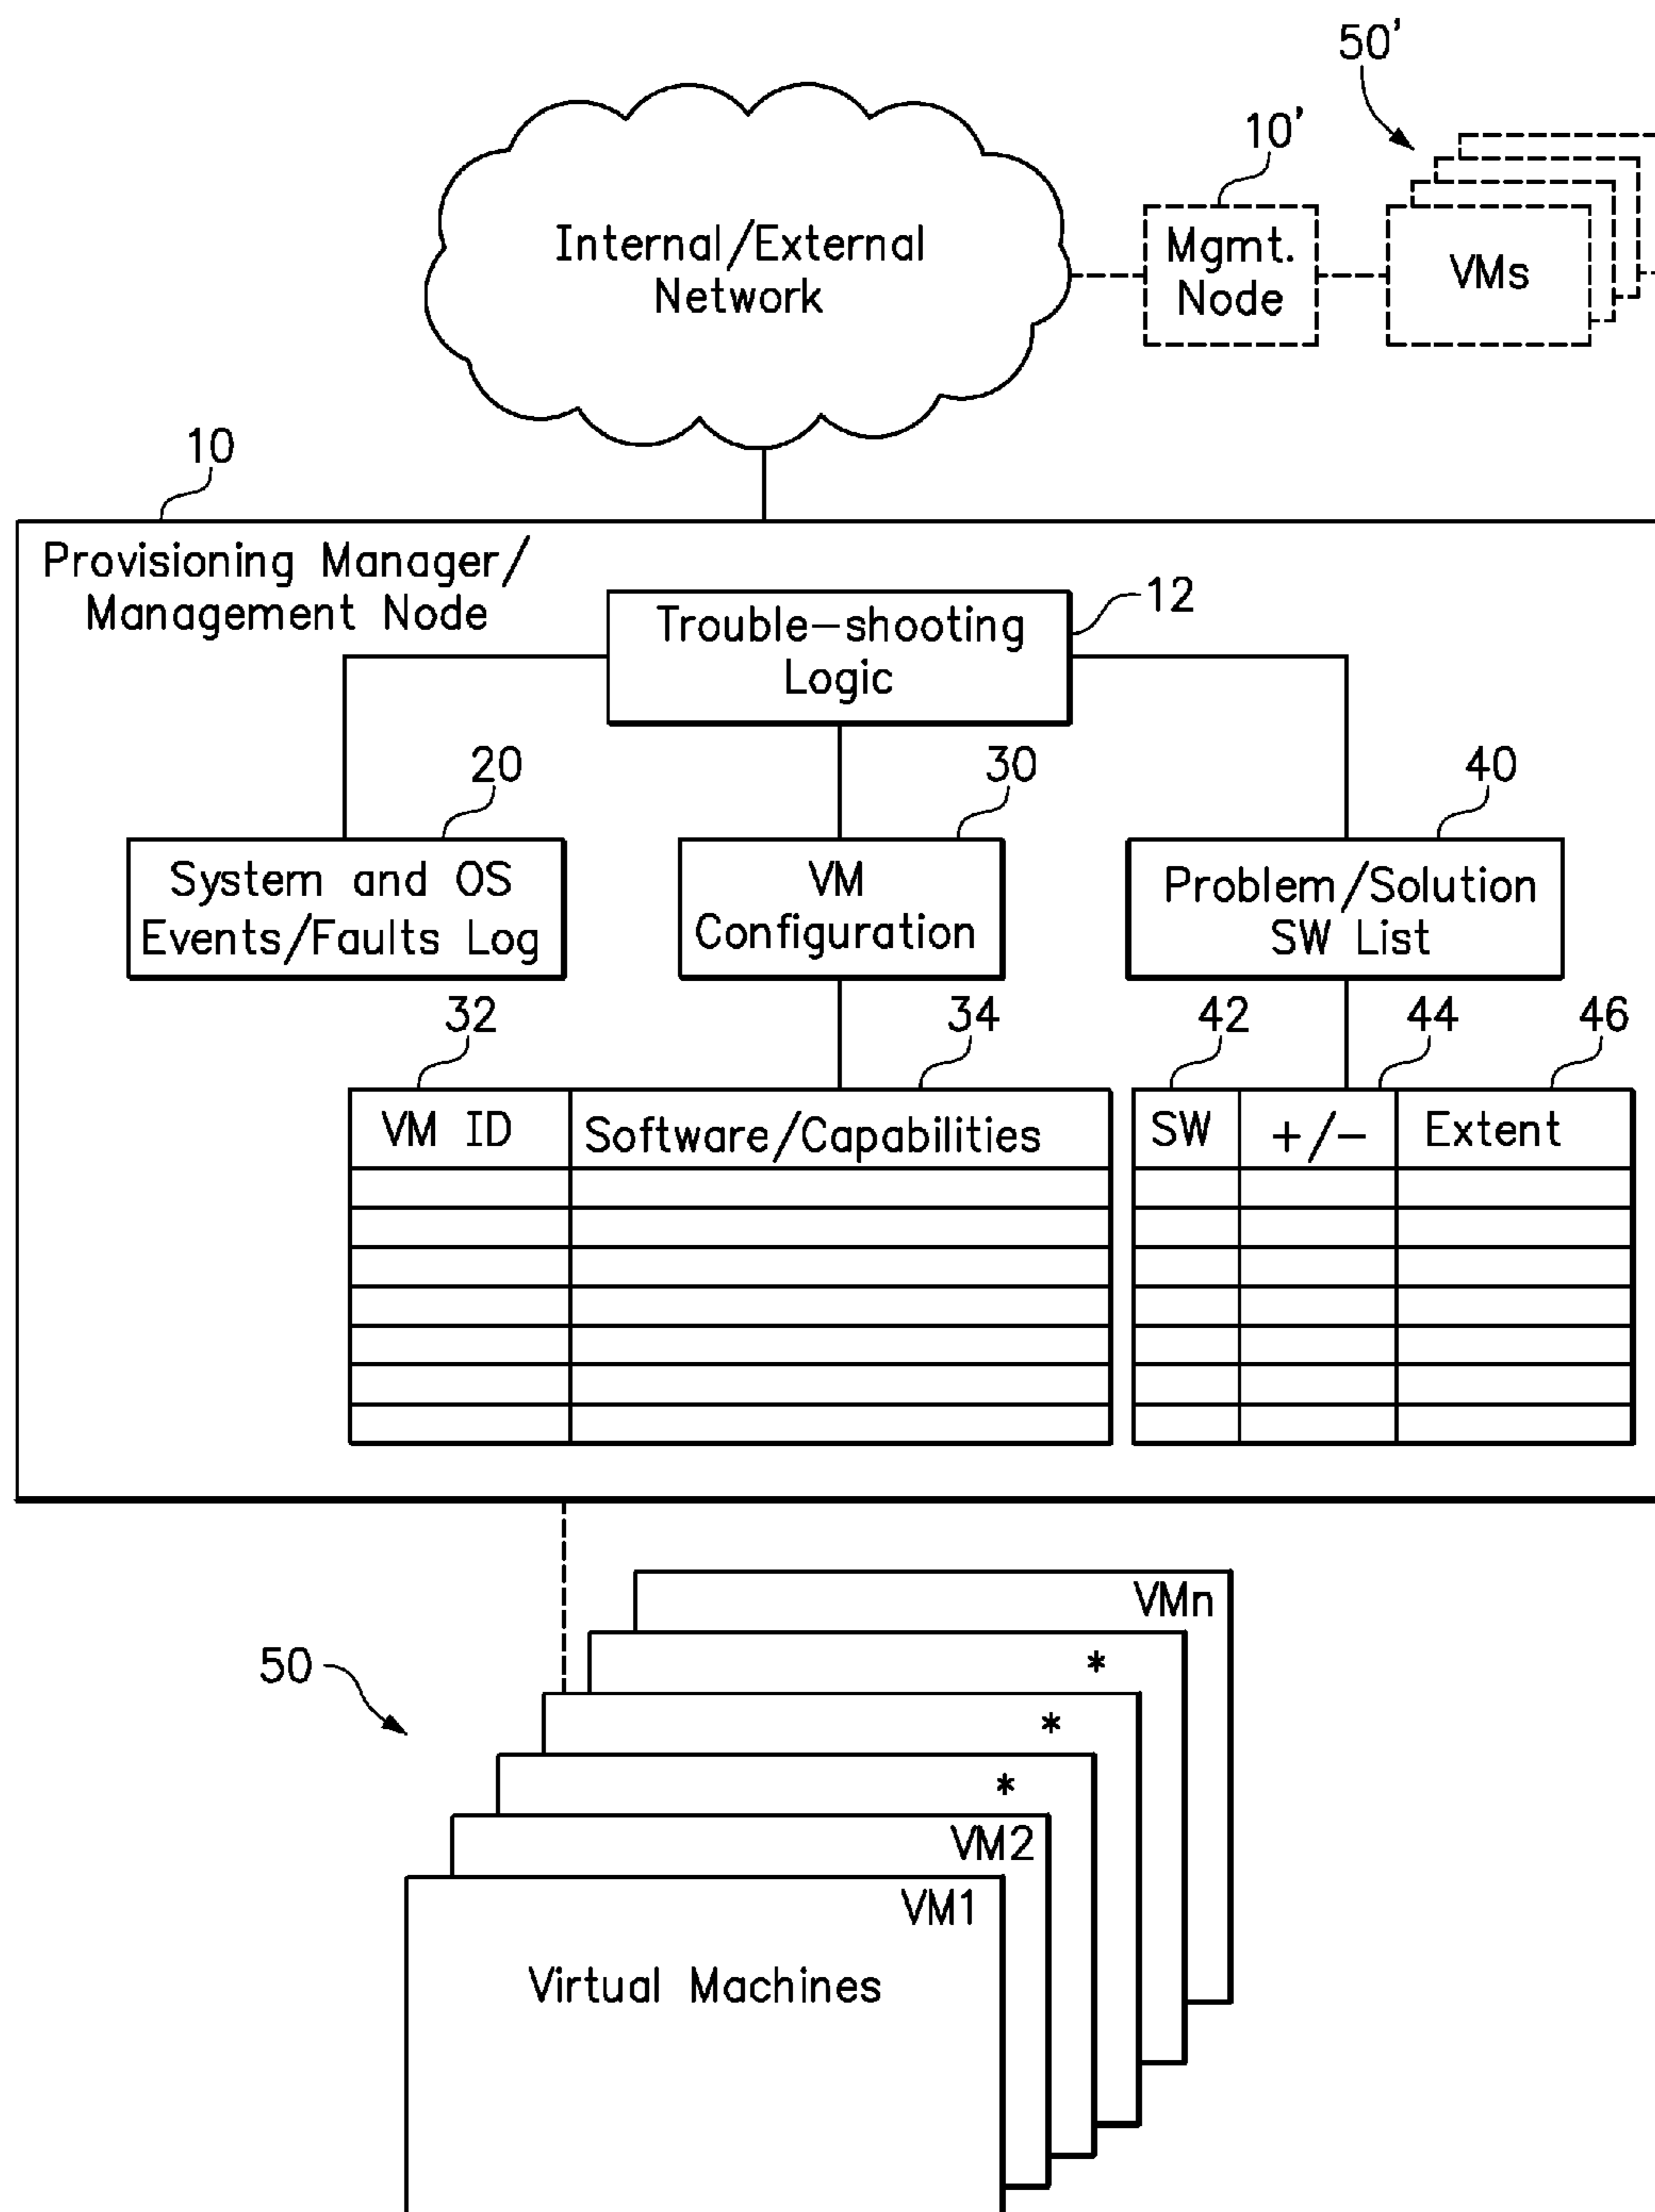 50'
10'
Internal/External
Network
Mgmt.
Node
VMs
10
Provisioning Manager/
Management Node
Trouble-shooting
Logic
12
20
30
40
System and OS
Events/Faults Log
VM
Configuration
Problem/Solution
SW List
32
34
42
44
46
VM ID
Software/Capabilities
SW
+/-
Extent
50
VMn
*
*
*
VM2
VM1
Virtual Machines